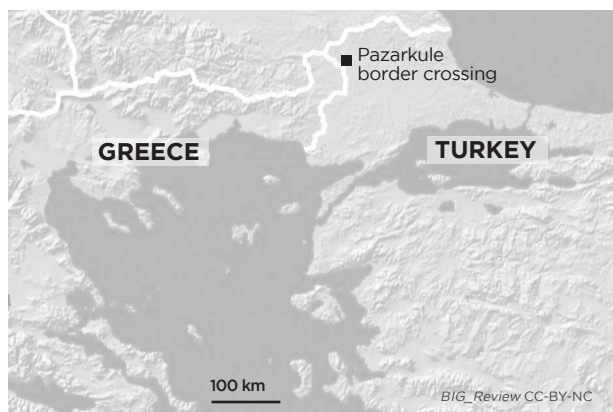 Pazarkule
border crossing
GREECE
TURKEY
100 km
BIG_Review CC-BY-NC